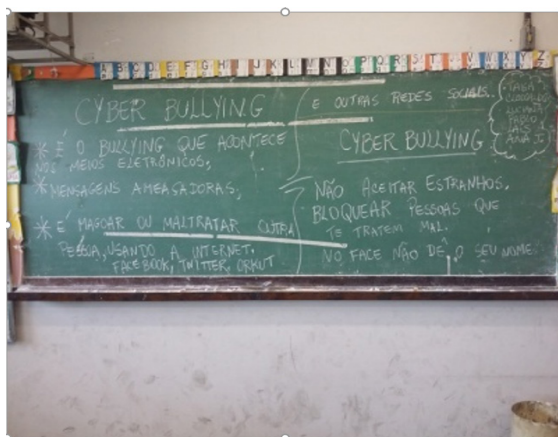 A B C D E F G H I J K L M N O P Q R S T
CYBER BULLYING
* É O BULLYING QUE ACONTECE
NOS MEIOS ELETRÔNICOS,
* MENSAGENS AMEAÇADORAS,
* É MAGOAR OU MALTRATAR OUTRA
PESSOA, USANDO A INTERNET.
FACEBOOK, TWITTER, ORKUT
E OUTRAS REDES SOCIAIS.
CYBER BULLYING
NÃO ACEITAR ESTRANHOS.
BLOQUEAR PESSOAS QUE
TE TRATEM MAL.
NO FACE NÃO DÊ O SEU NOME